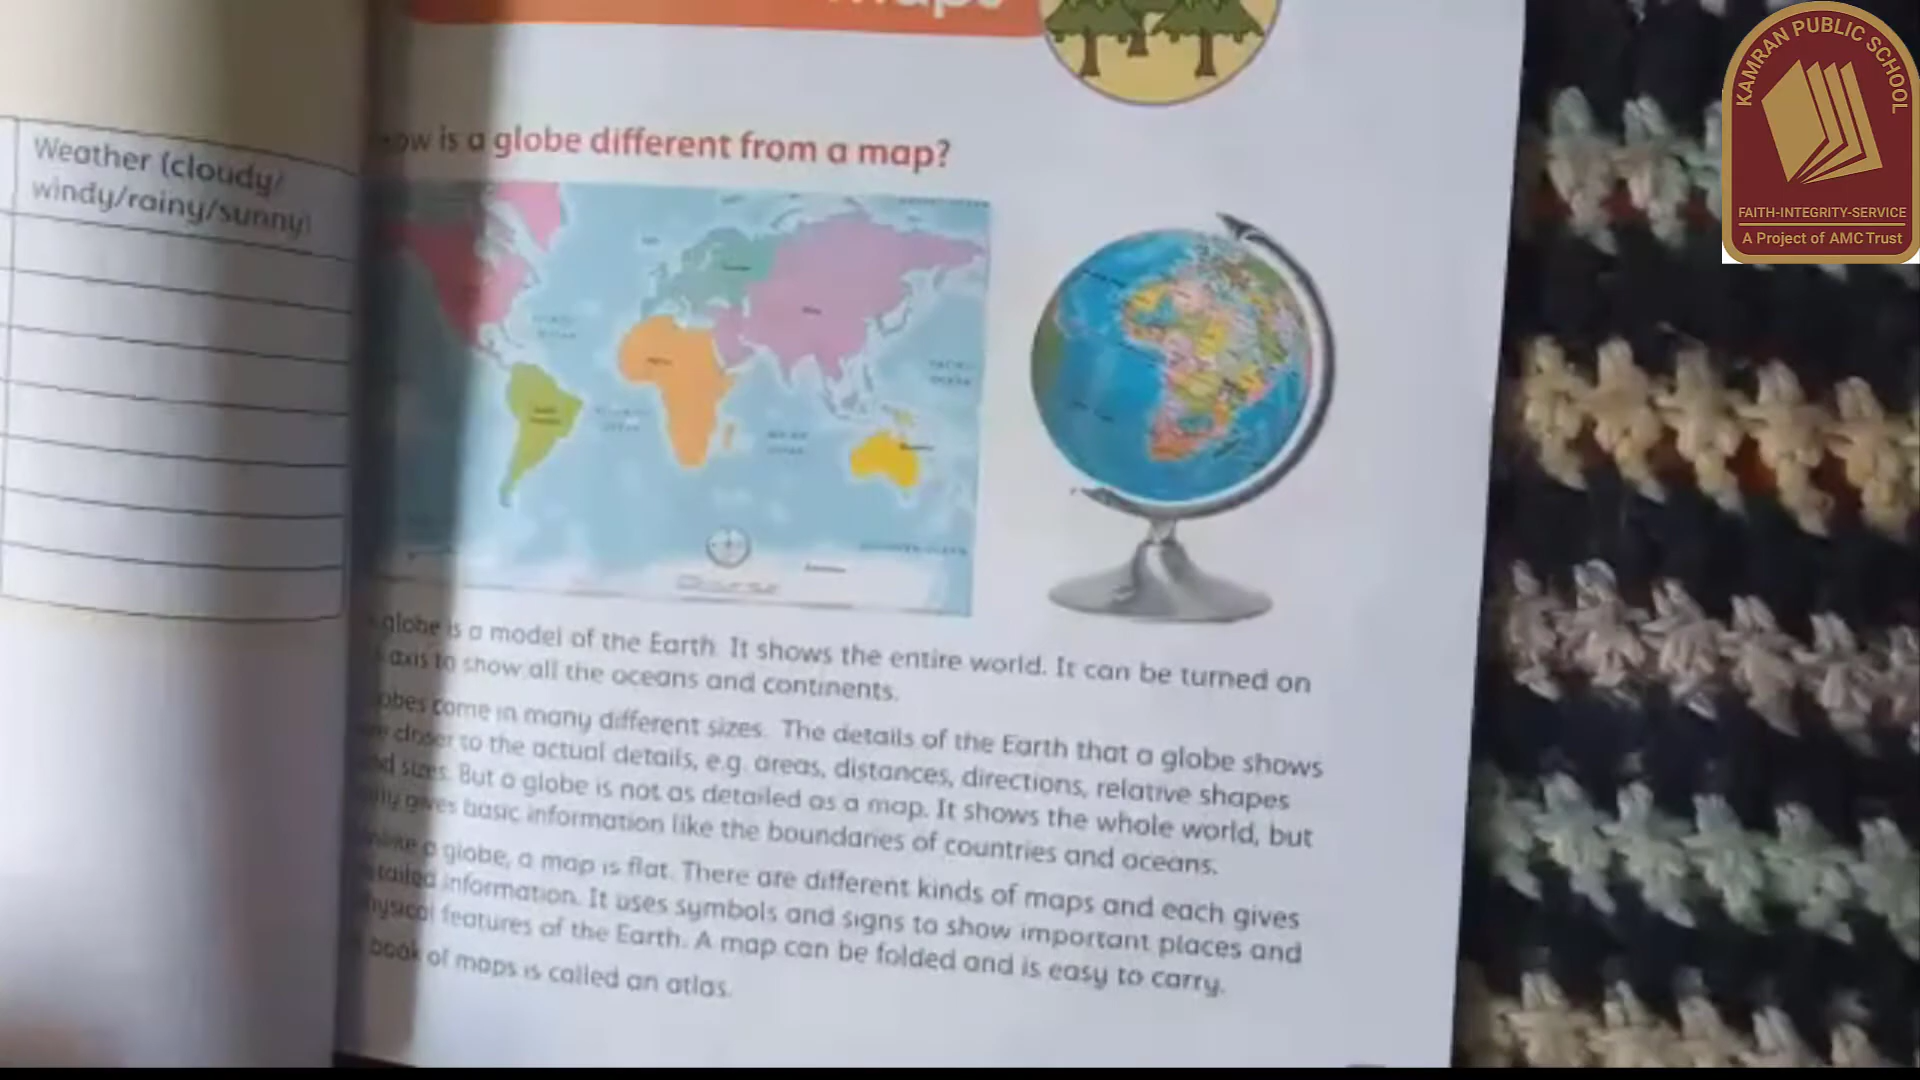 KAMRAN PUBLIC SCHOOL
FAITH-INTEGRITY-SERVICE
A Project of AMC Trust
Weather (cloudy/
windy/rainy/sunny)
is a globe different from a map?
globe is a model of the Earth. It shows the entire world. It can be turned on
axis to show all the oceans and continents.
come in many different sizes. The details of the Earth that a globe shows
closer to the actual details, e.g. areas, distances, directions, relative shapes
sizes. But a globe is not as detailed as a map. It shows the whole world, but
gives basic information like the boundaries of countries and oceans.
a globe, a map is flat. There are different kinds of maps and each gives
information. It uses symbols and signs to show important places and
features of the Earth. A map can be folded and is easy to carry.
book of maps is called an atlas.